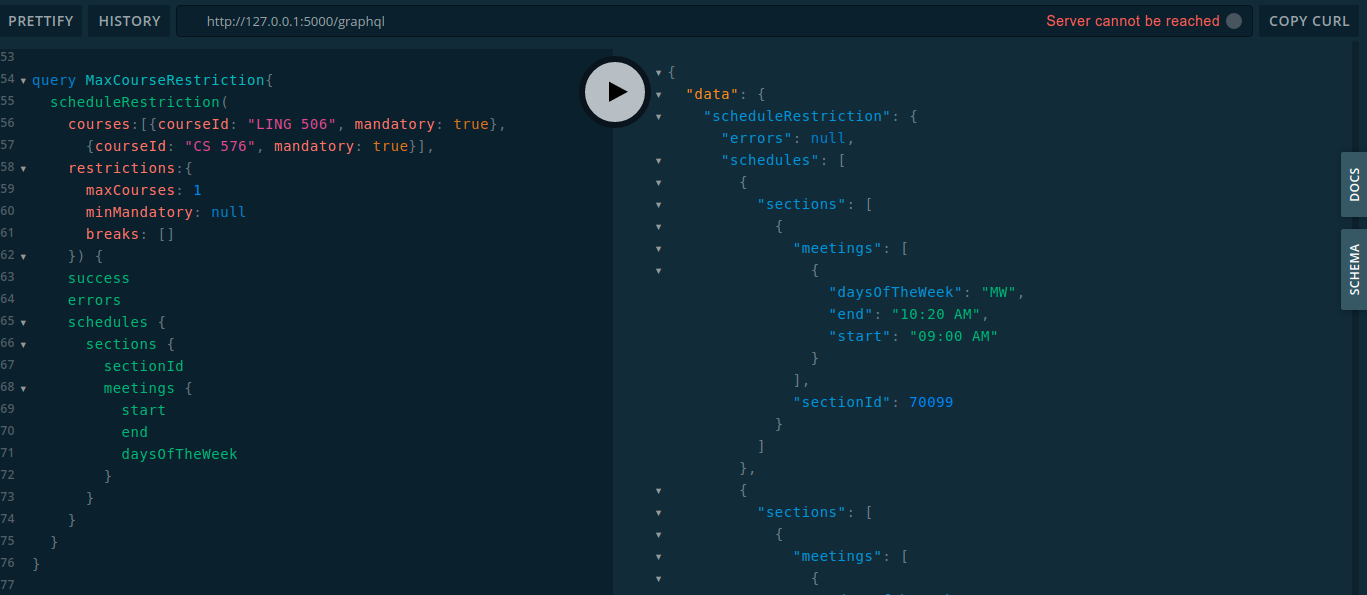 PRETTIFY HISTORY http://127.0.0.1:5000/graphql Server cannot be reached COPY CURL
53
54 query MaxCourseRestriction{
55 scheduleRestriction(
56 courses:[{courseId: "LING 506", mandatory: true},
57 {courseId: "CS 576", mandatory: true}],
58 restrictions:{
59 maxCourses: 1
60 minMandatory: null
61 breaks: []
62 }) {
63 success
64 errors
65 schedules {
66 sections {
67 sectionId
68 meetings {
69 start
70 end
71 daysOfTheWeek
72 }
73 }
74 }
75 }
76 }
77
{
"data": {
"scheduleRestriction": {
"errors": null,
"schedules": [
{
"sections": [
{
"meetings": [
{
"daysOfTheWeek": "MW",
"end": "10:20 AM",
"start": "09:00 AM"
}
],
"sectionId": 70099
}
]
},
{
"sections": [
{
"meetings": [
{
DOCS
SCHEMA